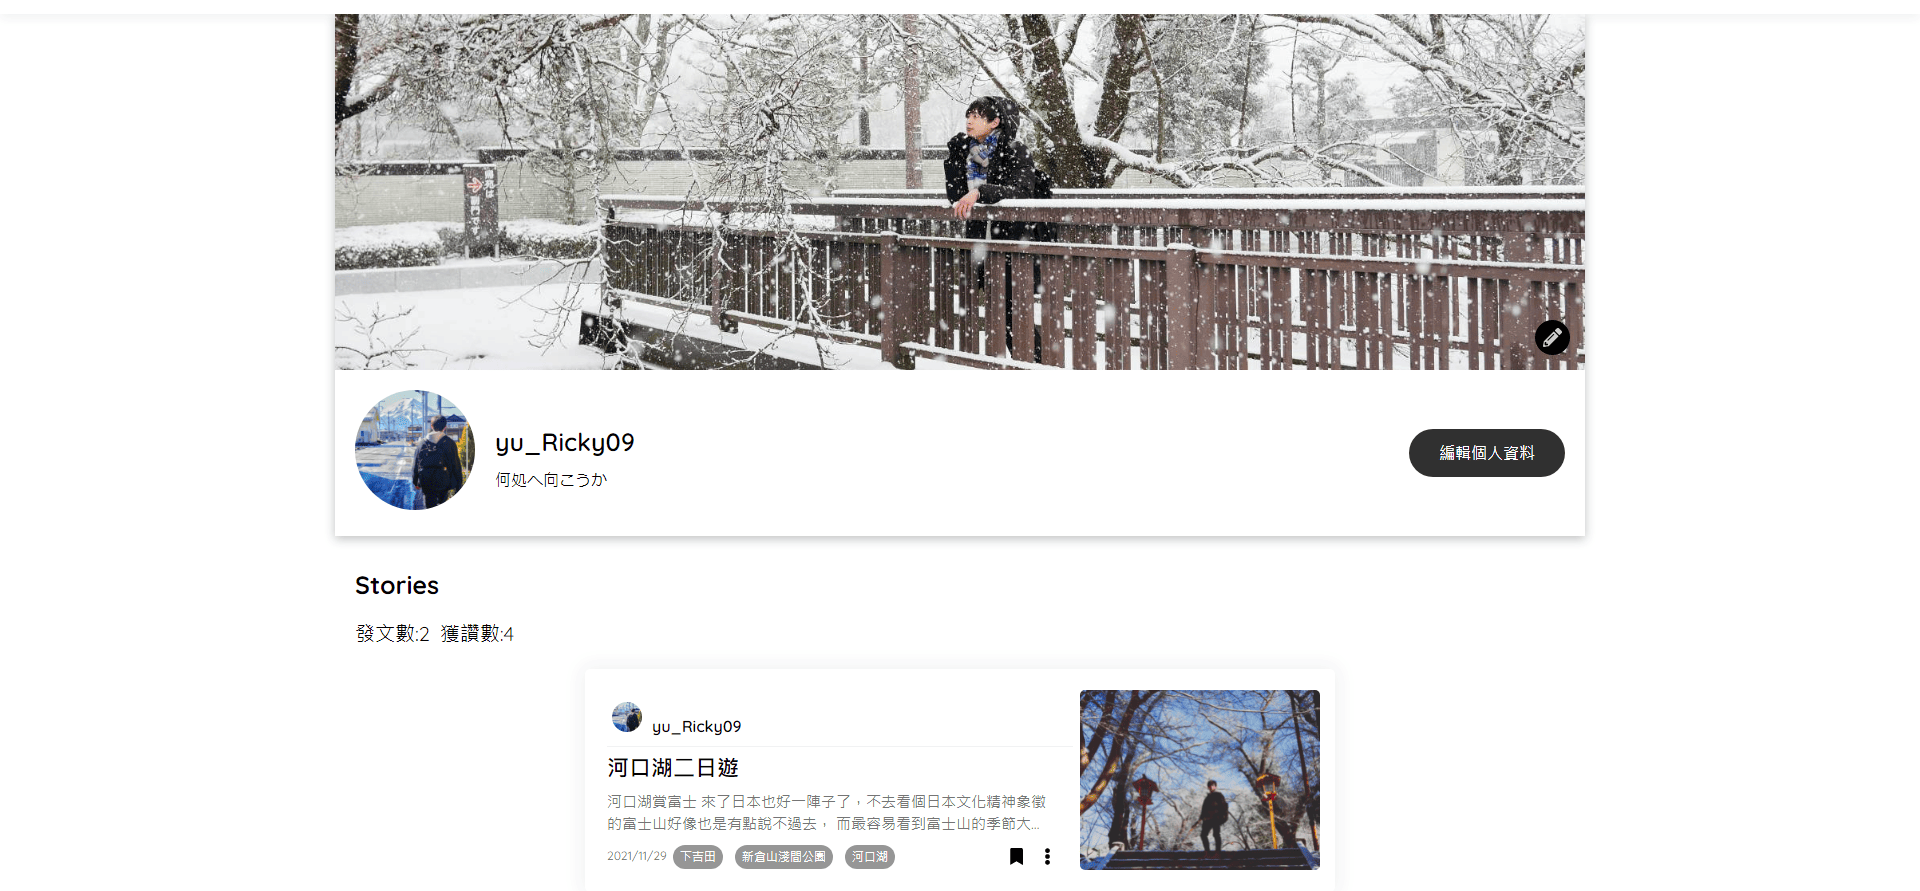 yu_Ricky09
何処へ向こうか
編輯個人資料
Stories
發文數:2 獲讚數:4
yu_Ricky09
河口湖二日遊
河口湖賞富士 來了日本也好一陣子了，不去看個日本文化精神象徵
的富士山好像也是有點說不過去， 而最容易看到富士山的季節大...
2021/11/29 下吉田 新倉山淺間公園 河口湖